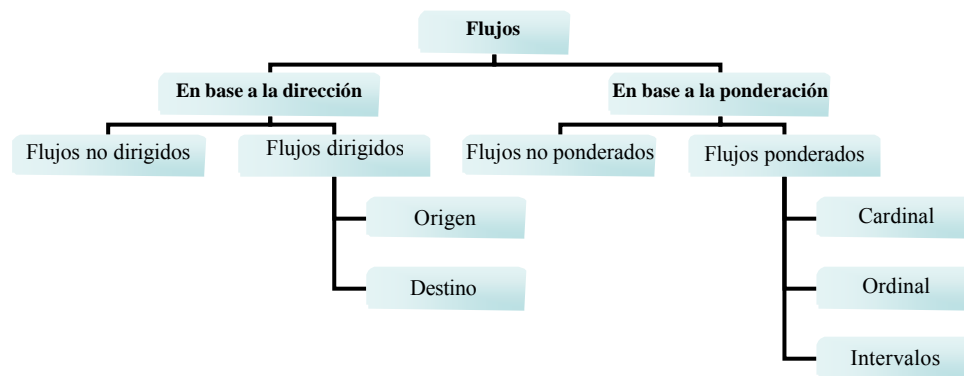 Flujos
En base a la dirección
En base a la ponderación
Flujos no dirigidos
Flujos dirigidos
Flujos no ponderados
Flujos ponderados
Origen
Cardinal
Destino
Ordinal
Intervalos